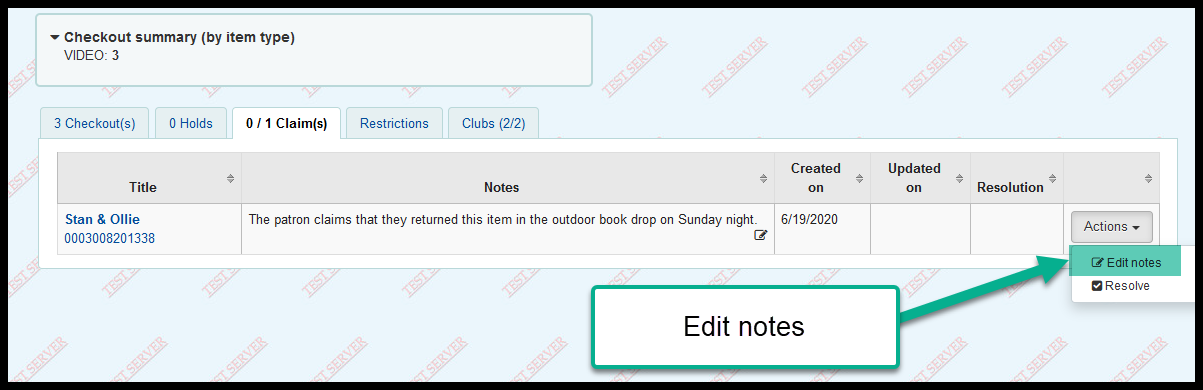 Checkout summary (by item type)
VIDEO: 3
TEST SERVER
3 Checkout(s)
0 Holds
0 / 1 Claim(s)
Restrictions
Clubs (2/2)
Title
Notes
Created
on
Updated
on
Resolution
Stan & Ollie
0003008201338
The patron claims that they returned this item in the outdoor book drop on Sunday night.
6/19/2020
Actions
Edit notes
Resolve
Edit notes